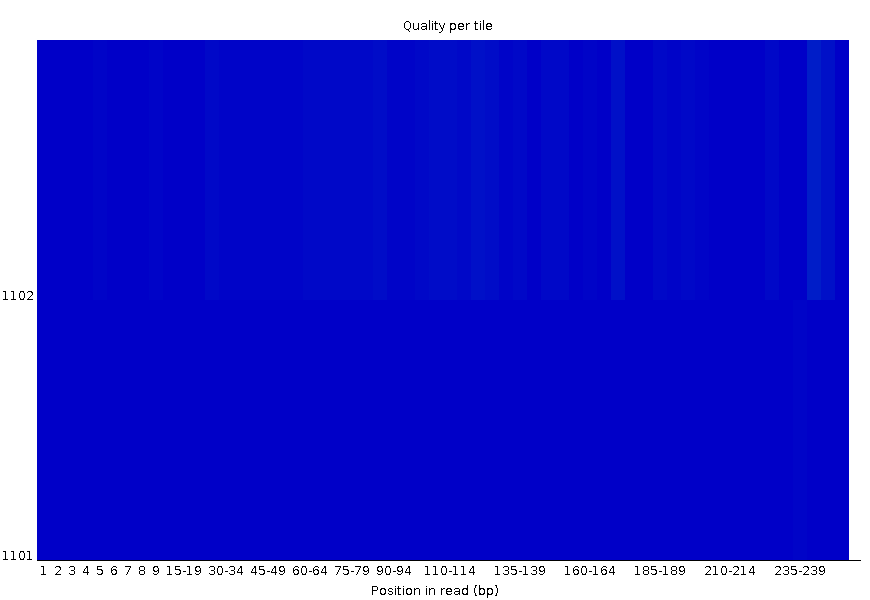 Quality per tile
1102
1101
1 2 3 4 5 6 7 8 9 15-19 30-34 45-49 60-64 75-79 90-94 110-114 135-139 160-164 185-189 210-214 235-239
Position in read (bp)